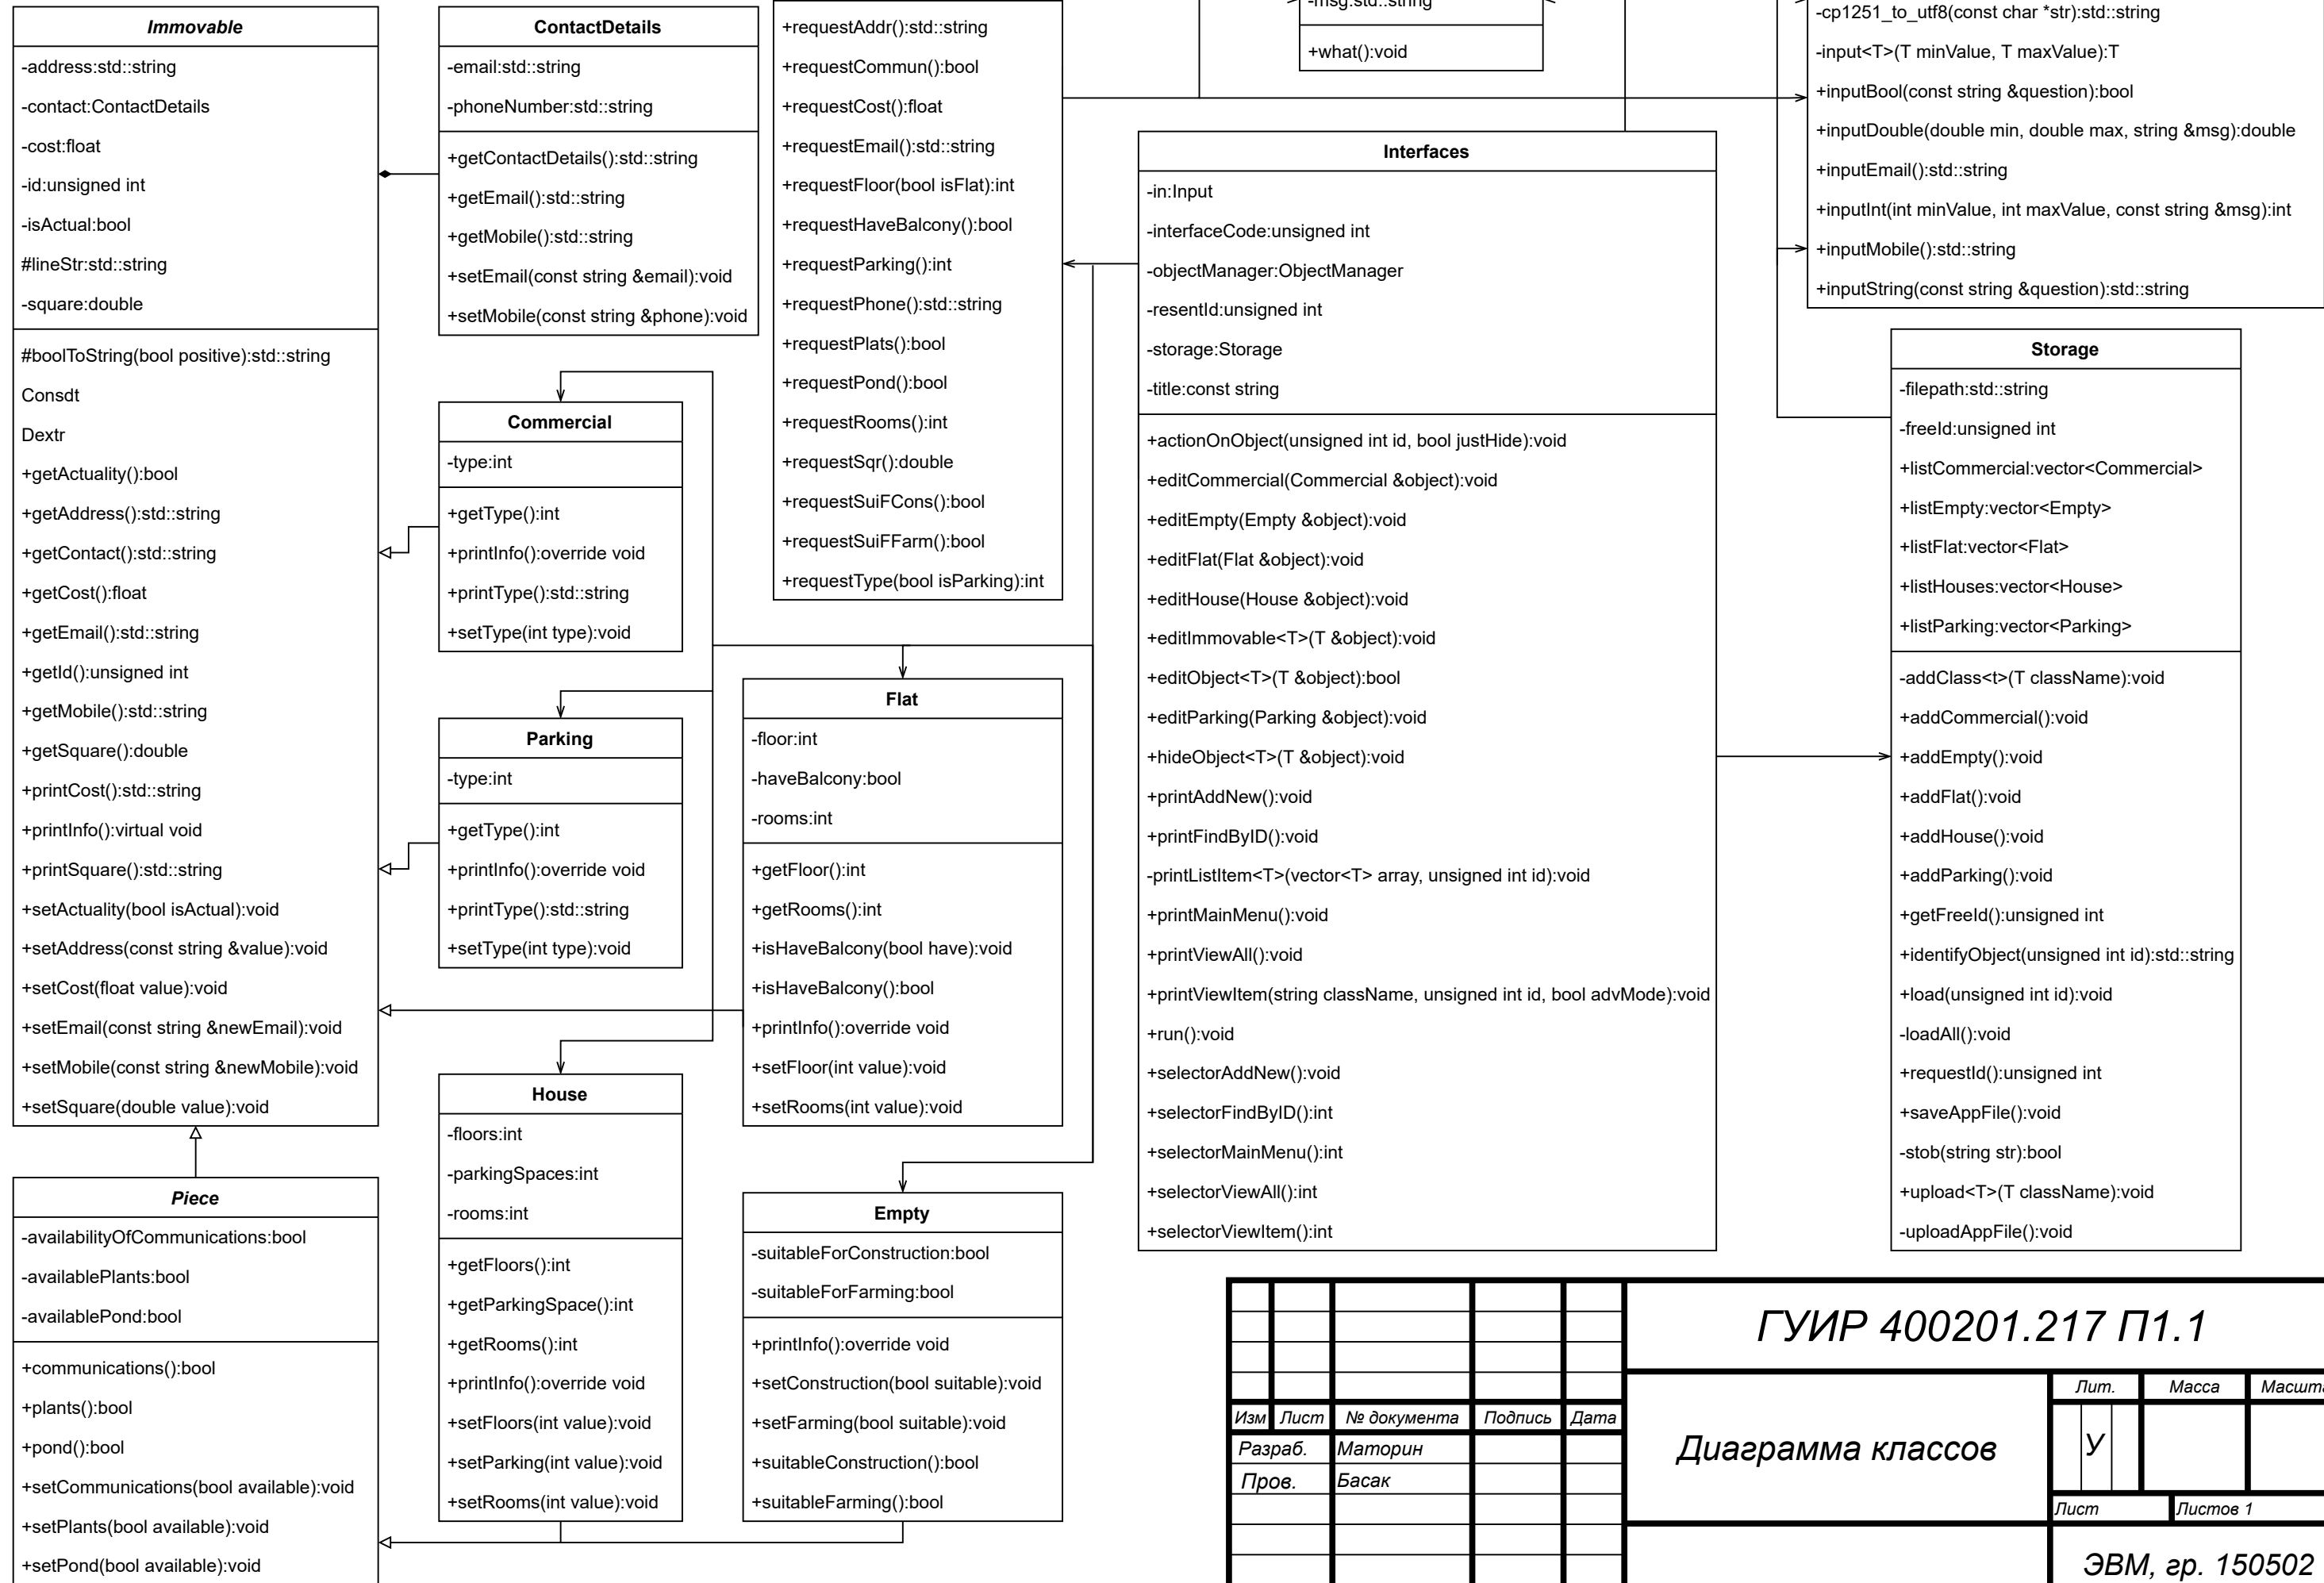 Immovable
-address:std::string
-contact:ContactDetails
-cost:float
-id:unsigned int
-isActual:bool
#lineStr:std::string
-square:double
#boolToString(bool positive):std::string
Consdt
Dextr
+getActuality():bool
+getAddress():std::string
+getContact():std::string
+getCost():float
+getEmail():std::string
+getId():unsigned int
+getMobile():std::string
+getSquare():double
+printCost():std::string
+printInfo():virtual void
+printSquare():std::string
+setActuality(bool isActual):void
+setAddress(const string &value):void
+setCost(float value):void
+setEmail(const string &newEmail):void
+setMobile(const string &newMobile):void
+setSquare(double value):void
Piece
-availabilityOfCommunications:bool
-availablePlants:bool
-availablePond:bool
+communications():bool
+plants():bool
+pond():bool
+setCommunications(bool available):void
+setPlants(bool available):void
+setPond(bool available):void
ContactDetails
-email:std::string
-phoneNumber:std::string
+getContactDetails():std::string
+getEmail():std::string
+getMobile():std::string
+setEmail(const string &email):void
+setMobile(const string &phone):void
Commercial
-type:int
+getType():int
+printInfo():override void
+printType():std::string
+setType(int type):void
Parking
-type:int
+getType():int
+printInfo():override void
+printType():std::string
+setType(int type):void
House
-floors:int
-parkingSpaces:int
-rooms:int
+getFloors():int
+getParkingSpace():int
+getRooms():int
+printInfo():override void
+setFloors(int value):void
+setParking(int value):void
+setRooms(int value):void
+requestAddr():std::string
+requestCommun():bool
+requestCost():float
+requestEmail():std::string
+requestFloor(bool isFlat):int
+requestHaveBalcony():bool
+requestParking():int
+requestPhone():std::string
+requestPlats():bool
+requestPond():bool
+requestRooms():int
+requestSqr():double
+requestSuiFCons():bool
+requestSuiFFarm():bool
+requestType(bool isParking):int
Flat
-floor:int
-haveBalcony:bool
-rooms:int
+getFloor():int
+getRooms():int
+isHaveBalcony(bool have):void
+isHaveBalcony():bool
+printInfo():override void
+setFloor(int value):void
+setRooms(int value):void
Empty
-suitableForConstruction:bool
-suitableForFarming:bool
+printInfo():override void
+setConstruction(bool suitable):void
+setFarming(bool suitable):void
+suitableConstruction():bool
+suitableFarming():bool
-msg:std::string
+what():void
Interfaces
-in:Input
-interfaceCode:unsigned int
-objectManager:ObjectManager
-resentId:unsigned int
-storage:Storage
-title:const string
+actionOnObject(unsigned int id, bool justHide):void
+editCommercial(Commercial &object):void
+editEmpty(Empty &object):void
+editFlat(Flat &object):void
+editHouse(House &object):void
+editImmovable<T>(T &object):void
+editObject<T>(T &object):bool
+editParking(Parking &object):void
+hideObject<T>(T &object):void
+printAddNew():void
+printFindByID():void
-printListItem<T>(vector<T> array, unsigned int id):void
+printMainMenu():void
+printViewAll():void
+printViewItem(string className, unsigned int id, bool advMode):void
+run():void
+selectorAddNew():void
+selectorFindByID():int
+selectorMainMenu():int
+selectorViewAll():int
+selectorViewItem():int
-cp1251_to_utf8(const char *str):std::string
-input<T>(T minValue, T maxValue):T
+inputBool(const string &question):bool
+inputDouble(double min, double max, string &msg):double
+inputEmail():std::string
+inputInt(int minValue, int maxValue, const string &msg):int
+inputMobile():std::string
+inputString(const string &question):std::string
Storage
-filepath:std::string
-freeId:unsigned int
+listCommercial:vector<Commercial>
+listEmpty:vector<Empty>
+listFlat:vector<Flat>
+listHouses:vector<House>
+listParking:vector<Parking>
-addClass<t>(T className):void
+addCommercial():void
+addEmpty():void
+addFlat():void
+addHouse():void
+addParking():void
+getFreeId():unsigned int
+identifyObject(unsigned int id):std::string
+load(unsigned int id):void
-loadAll():void
+requestId():unsigned int
+saveAppFile():void
-stob(string str):bool
+upload<T>(T className):void
-uploadAppFile():void
ГУИР 400201.217 П1.1
Изм Лист № документа Подпись Дата
Разраб. Маторин
Пров. Басак
Диаграмма классов
Лит. Масса
У
Лист Листов 1
ЭВМ, гр. 150502